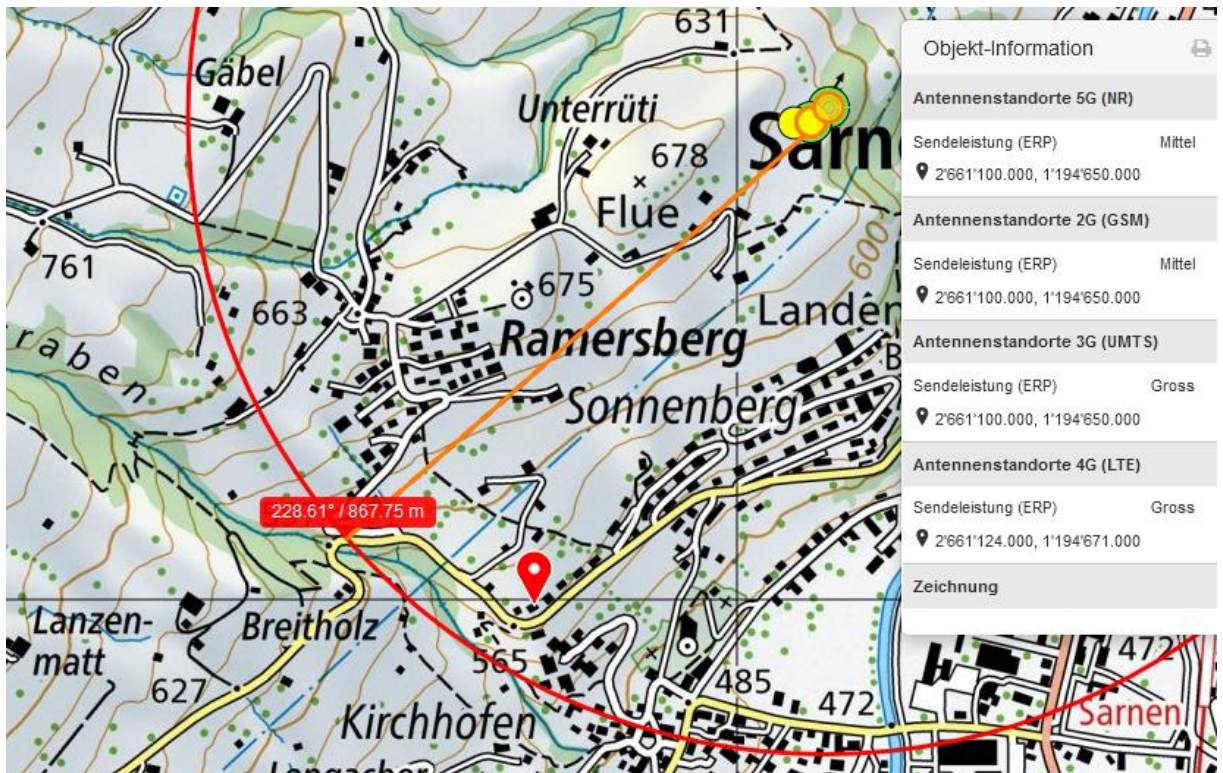 631
Gäbel
Unterrüti
678
Sarn
Flue
761
675
663
600
Landen
raben
Ramersberg
B
Sonnenberg
228.61° / 867.75 m
Lanzen-
matt
Breitholz
565
627
485
472
472
Kirchhofen
Sarnen
Objekt-Information
Antennenstandorte 5G (NR)
Sendeleistung (ERP) Mittel
2'661'100.000, 1'194'650.000
Antennenstandorte 2G (GSM)
Sendeleistung (ERP) Mittel
2'661'100.000, 1'194'650.000
Antennenstandorte 3G (UMTS)
Sendeleistung (ERP) Gross
2'661'100.000, 1'194'650.000
Antennenstandorte 4G (LTE)
Sendeleistung (ERP) Gross
2'661'124.000, 1'194'671.000
Zeichnung